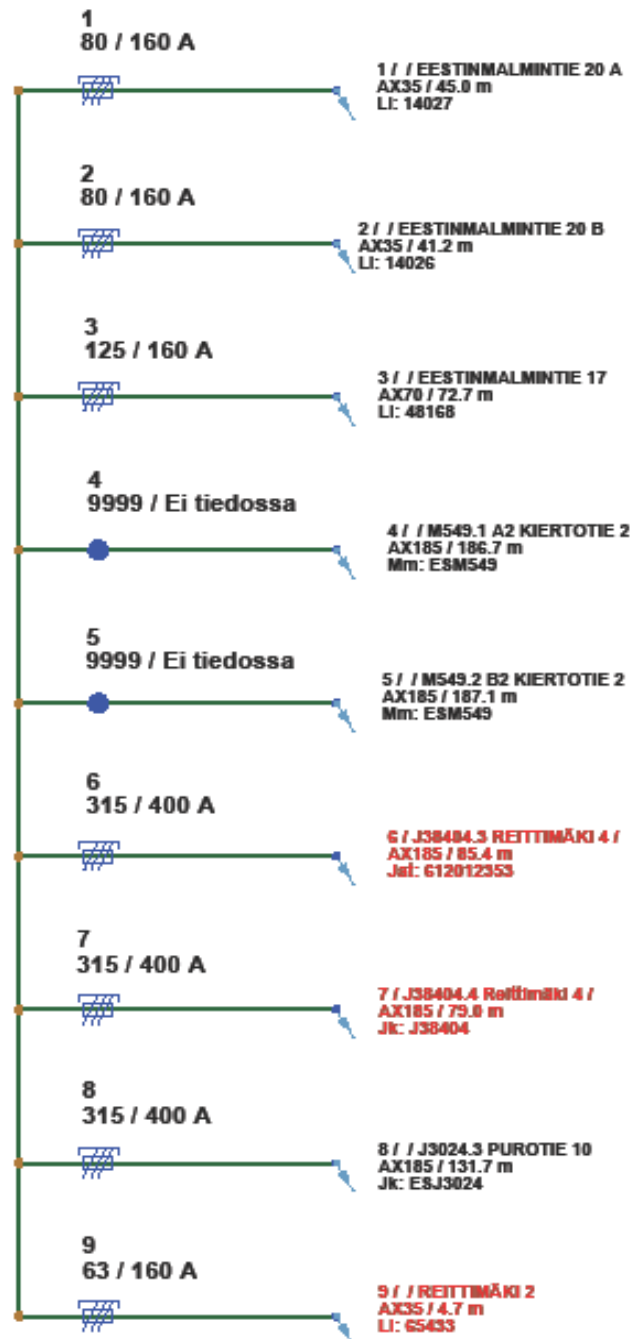 1
80 / 160 A
1 / / EESTINMALMINTIE 20 A
AX35 / 45.0 m
LI: 14027
2
80 / 160 A
2 / / EESTINMALMINTIE 20 B
AX35 / 41.2 m
LI: 14026
3
125 / 160 A
3 / / EESTINMALMINTIE 17
AX70 / 72.7 m
LI: 48168
4
9999 / Ei tiedossa
4 / / M549.1 A2 KIERTOTIE 2
AX185 / 186.7 m
Mm: ESM549
5
9999 / Ei tiedossa
5 / / M549.2 B2 KIERTOTIE 2
AX185 / 187.1 m
Mm: ESM549
6
315 / 400 A
6 / J38404.3 REITTIMÄKI 4 /
AX185 / 85.4 m
Jal: 612012353
7
315 / 400 A
7 / J38404.4 Reittimäki 4 /
AX185 / 79.0 m
Jk: J38404
8
315 / 400 A
8 / / J3024.3 PUROTIE 10
AX185 / 131.7 m
Jk: ESJ3024
9
63 / 160 A
9 / / REITTIMÄKI 2
AX35 / 4.7 m
LI: 65433